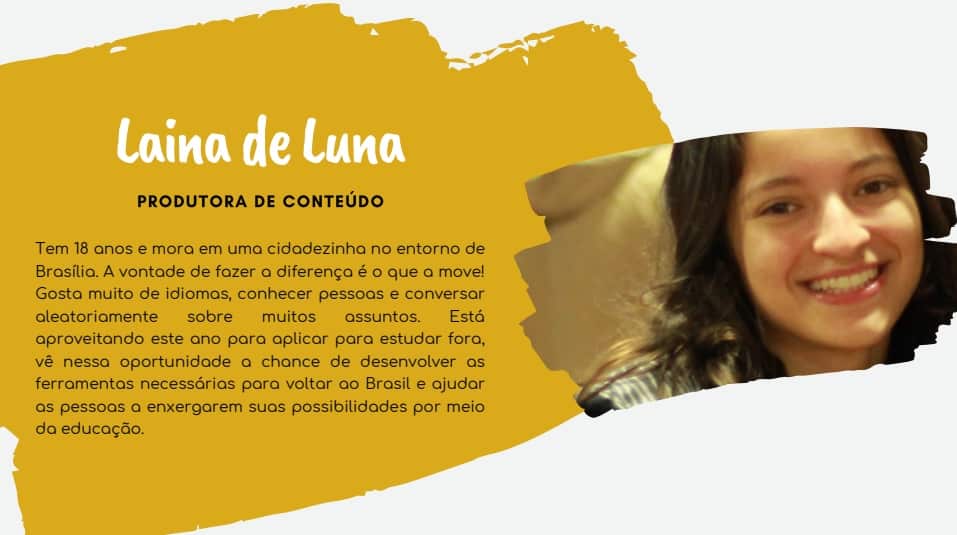 Laina de Luna
PRODUTORA DE CONTEÚDO
Tem 18 anos e mora em uma cidadezinha no entorno de
Brasília. A vontade de fazer a diferença é o que a move!
Gosta muito de idiomas, conhecer pessoas e conversar
aleatoriamente sobre muitos assuntos. Está
aproveitando este ano para aplicar para estudar fora,
vê nessa oportunidade a chance de desenvolver as
ferramentas necessárias para voltar ao Brasil e ajudar
as pessoas a enxergarem suas possibilidades por meio
da educação.